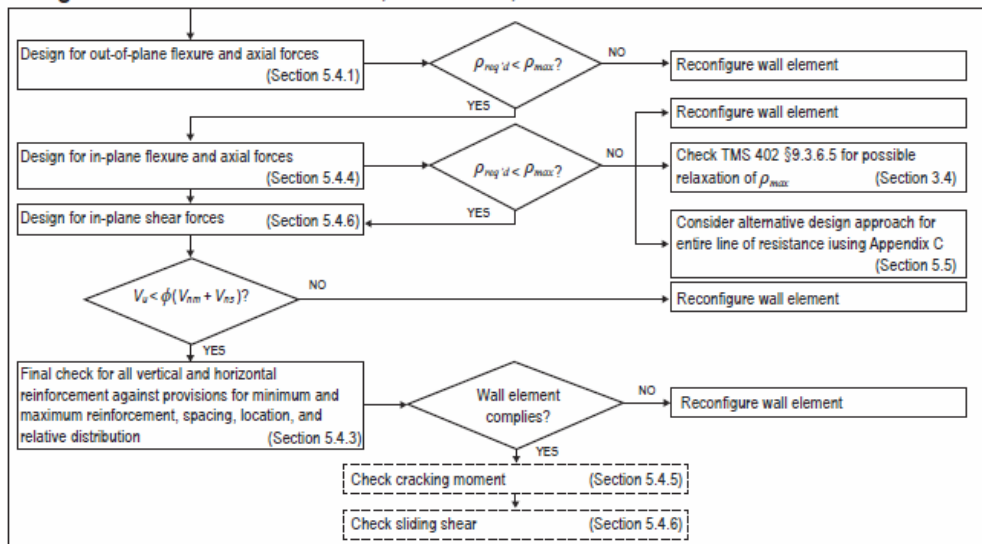 Design for out-of-plane flexure and axial forces
(Section 5.4.1)
ρreq'd < ρmax?
NO
Reconfigure wall element
YES
Reconfigure wall element
Design for in-plane flexure and axial forces
(Section 5.4.4)
ρreq'd < ρmax?
NO
Check TMS 402 §9.3.6.5 for possible
relaxation of ρmax (Section 3.4)
YES
Design for in-plane shear forces (Section 5.4.6)
Consider alternative design approach for
entire line of resistance iusing Appendix C
(Section 5.5)
Vu < ϕ(Vnm + Vns)?
NO
Reconfigure wall element
YES
Final check for all vertical and horizontal
reinforcement against provisions for minimum and
maximum reinforcement, spacing, location, and
relative distribution (Section 5.4.3)
Wall element
complies?
NO
Reconfigure wall element
YES
Check cracking moment (Section 5.4.5)
Check sliding shear (Section 5.4.6)